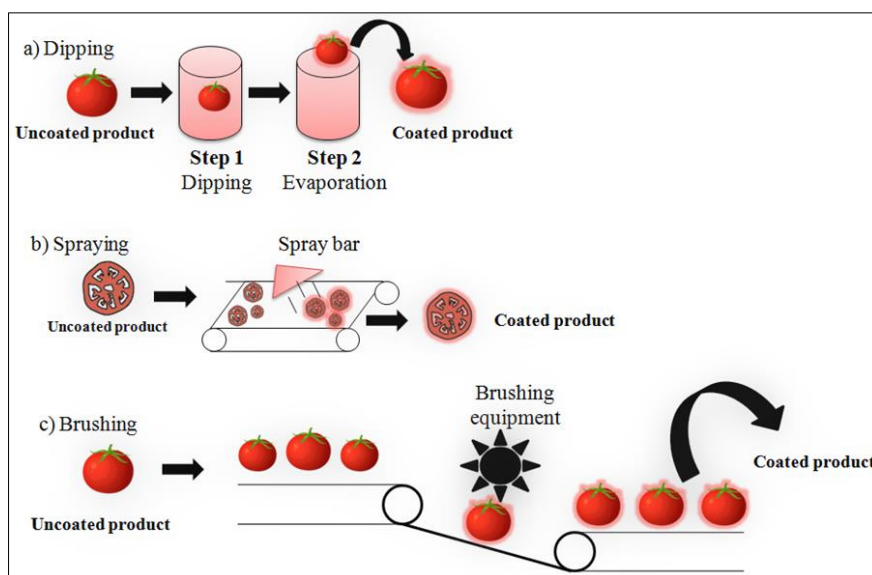 a) Dipping
Uncoated product
Step 1
Dipping
Step 2
Evaporation
Coated product
b) Spraying
Spray bar
Uncoated product
Coated product
c) Brushing
Brushing
equipment
Uncoated product
Coated product